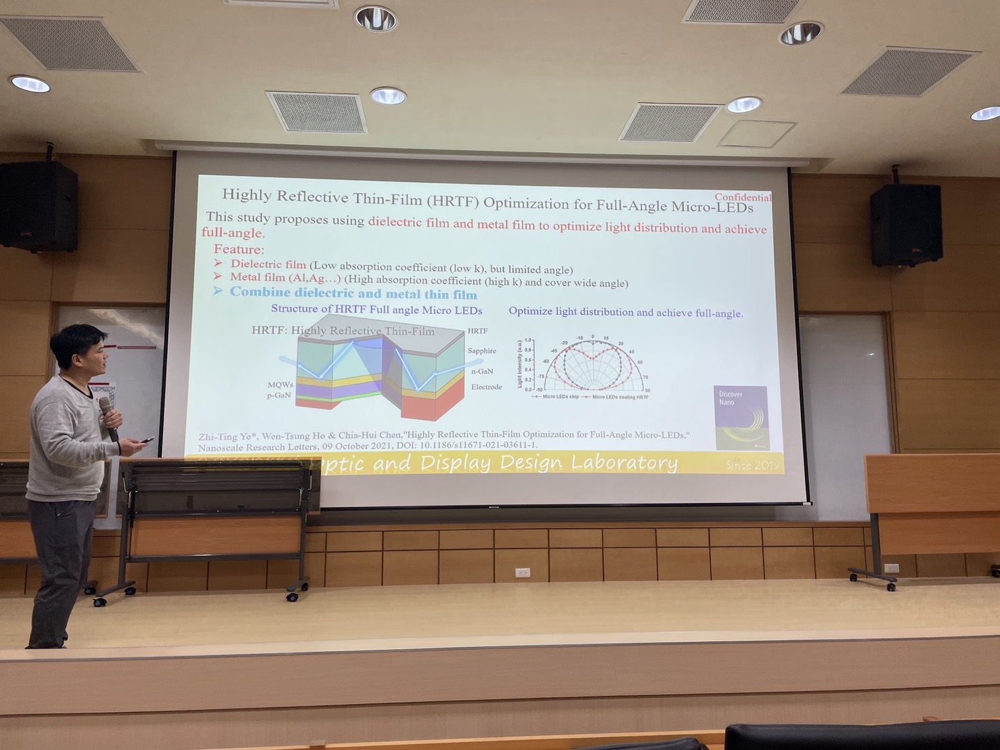 Confidential
Highly Reflective Thin-Film (HRTF) Optimization for Full-Angle Micro-LEDs
This study proposes using dielectric film and metal film to optimize light distribution and achieve
full-angle.
Feature:
➤ Dielectric film (Low absorption coefficient (low k), but limited angle)
➤ Metal film (Al,Ag…) (High absorption coefficient (high k) and cover wide angle)
➤ Combine dielectric and metal thin film
Structure of HRTF Full angle Micro LEDs
HRTF: Highly Reflective Thin-Film
HRTF
Sapphire
n-GaN
Electrode
MQWs
p-GaN
Optimize light distribution and achieve full-angle.
Light intensity (a.u.)
1.0
0.8
0.6
0.4
0.2
0.0
-90
-75
-60
-45
-30
-15
0
15
30
45
60
75
90
Micro LEDs chip
Micro LEDs coating HRTF
Discover
Nano
Zhi-Ting Ye*, Wen-Tsung Ho & Chia-Hui Chen,"Highly Reflective Thin-Film Optimization for Full-Angle Micro-LEDs,"
Nanoscale Research Letters, 09 October 2021, DOI: 10.1186/s11671-021-03611-1.
Optic and Display Design Laboratory
Since 2019